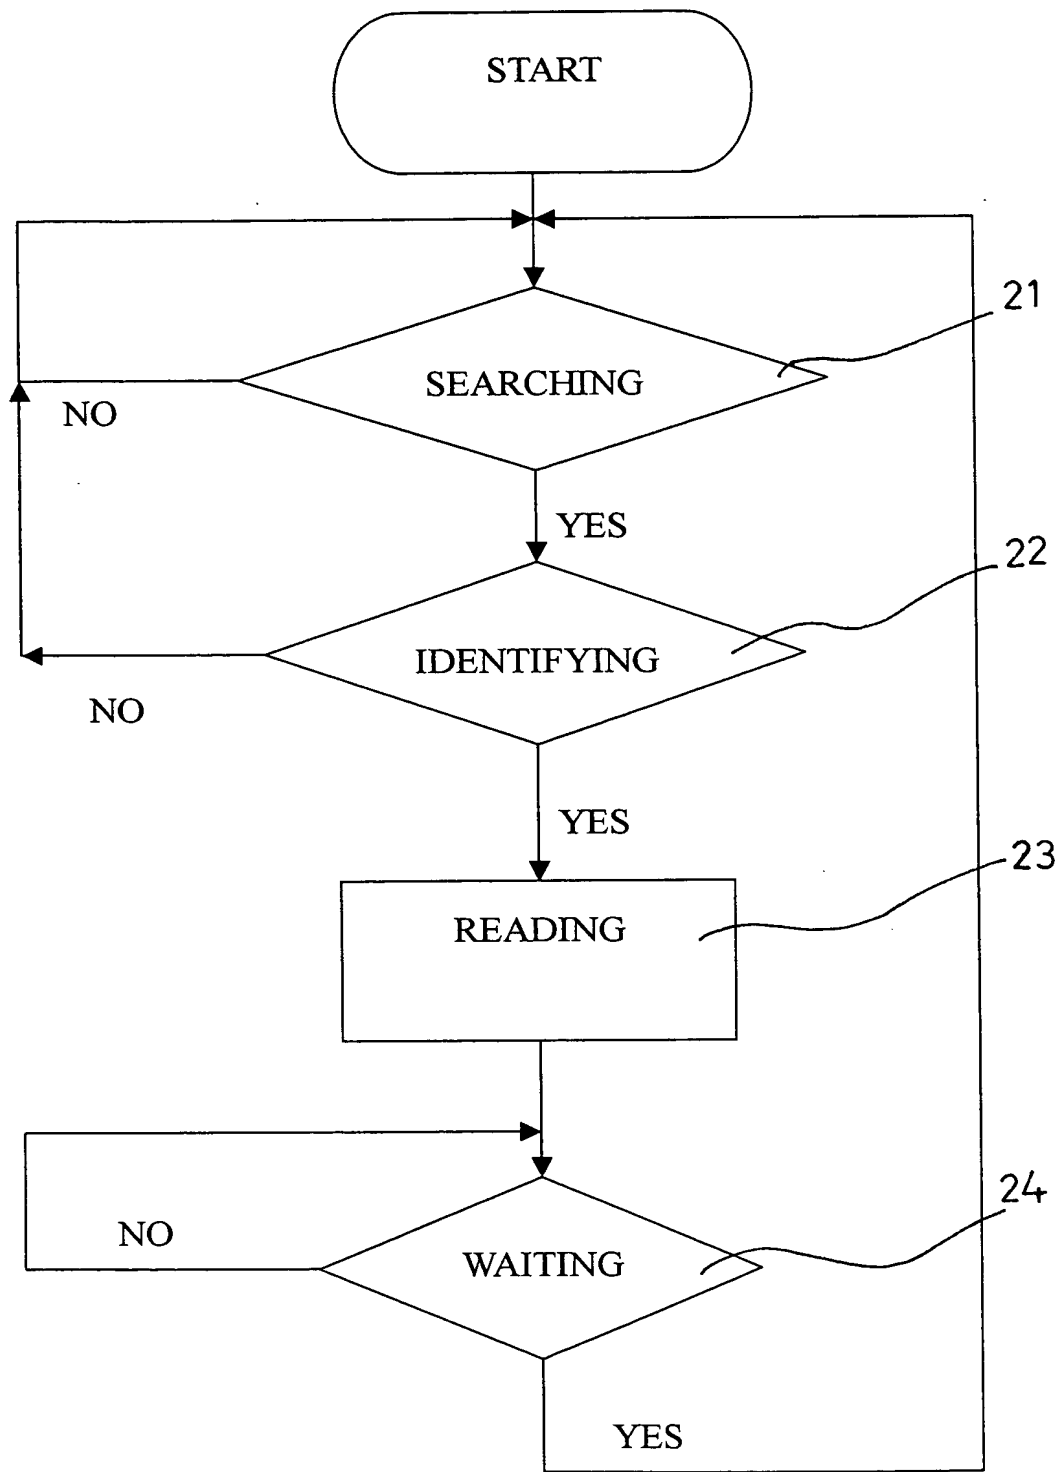 START
21
SEARCHING
NO
YES
22
IDENTIFYING
NO
YES
23
READING
24
NO
WAITING
YES